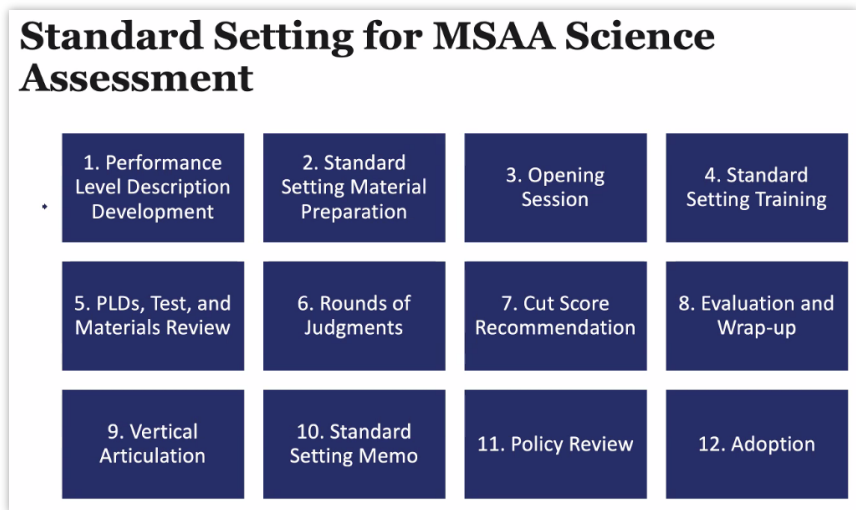 Standard Setting for MSAA Science
Assessment
1. Performance
Level Description
Development
2. Standard
Setting Material
Preparation
3. Opening
Session
4. Standard
Setting Training
5. PLDs, Test, and
Materials Review
6. Rounds of
Judgments
7. Cut Score
Recommendation
8. Evaluation and
Wrap-up
9. Vertical
Articulation
10. Standard
Setting Memo
11. Policy Review
12. Adoption